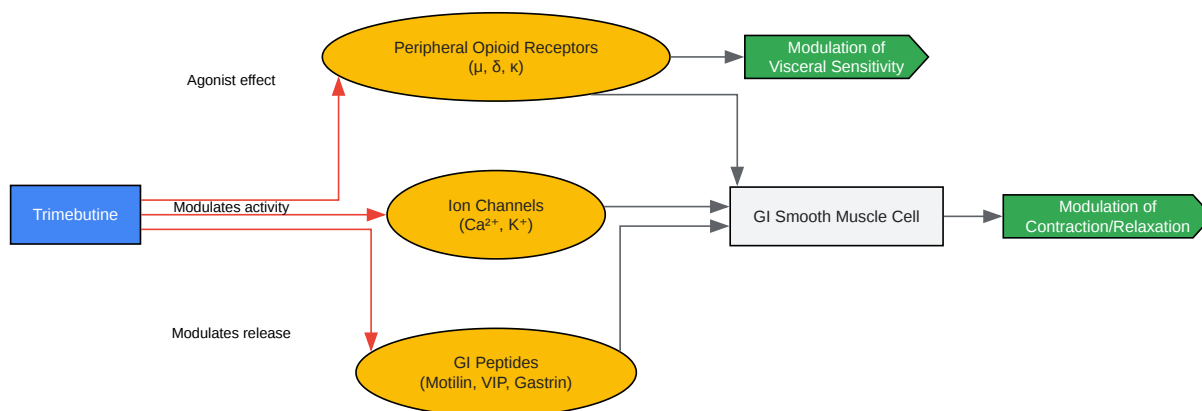 Peripheral Opioid Receptors
(μ, δ, κ)
Modulation of
Visceral Sensitivity
Agonist effect
Trimebutine
Modulates activity
Ion Channels
(Ca²⁺, K⁺)
GI Smooth Muscle Cell
Modulation of
Contraction/Relaxation
Modulates release
GI Peptides
(Motilin, VIP, Gastrin)